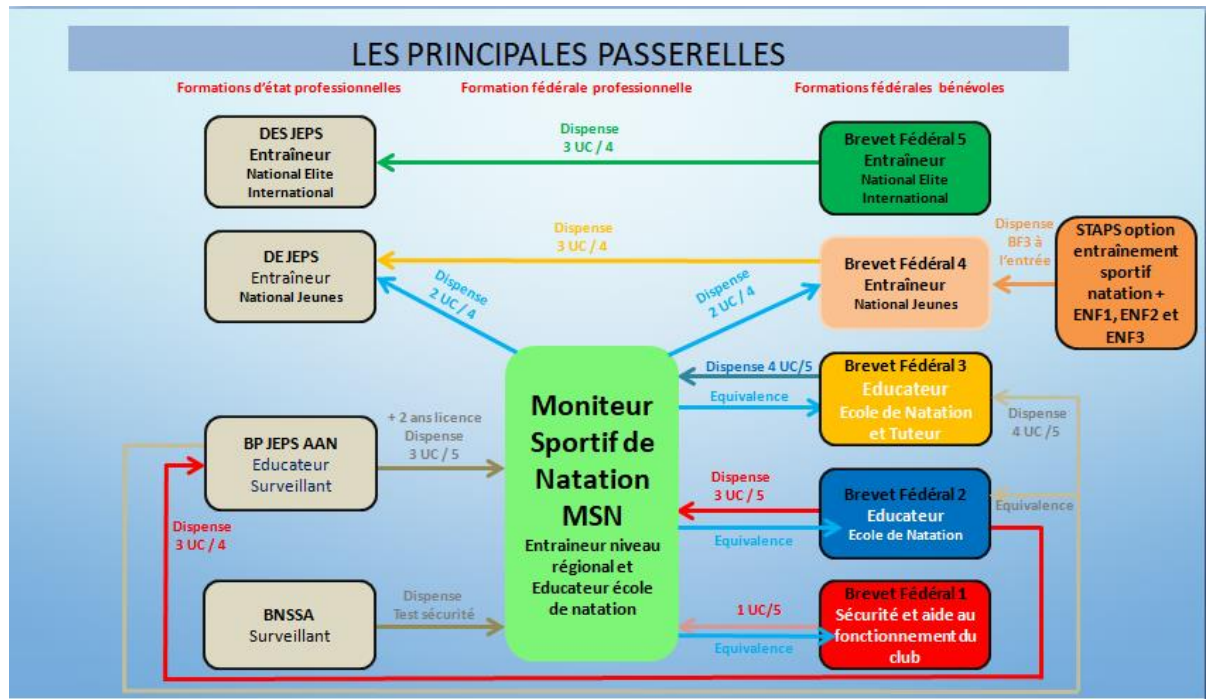 LES PRINCIPALES PASSERELLES
Formations d'état professionnelles
Formation fédérale professionnelle
Formations fédérales bénévoles
DES JEPS
Entraîneur
National Elite
International
Dispense
3 UC / 4
Brevet Fédéral 5
Entraîneur
National Elite
International
DE JEPS
Entraîneur
National Jeunes
Dispense
3 UC / 4
Brevet Fédéral 4
Entraîneur
National Jeunes
Dispense
BF3 à
l'entrée
STAPS option
entraînement
sportif
natation +
ENF1, ENF2 et
ENF3
Dispense
2 UC / 4
Dispense
2 UC / 4
Moniteur
Sportif de
Natation
MSN
Entraineur niveau
régional et
Educateur école
de natation
Dispense 4 UC/5
Equivalence
Brevet Fédéral 3
Educateur
Ecole de Natation
et Tuteur
Dispense
4 UC /5
BP JEPS AAN
Educateur
Surveillant
+ 2 ans licence
Dispense
3 UC / 5
Dispense
3 UC / 5
Equivalence
Brevet Fédéral 2
Educateur
Ecole de Natation
Equivalence
Dispense
3 UC / 4
BNSSA
Surveillant
Dispense
Test sécurité
1 UC/5
Equivalence
Brevet Fédéral 1
Sécurité et aide au
fonctionnement du
club